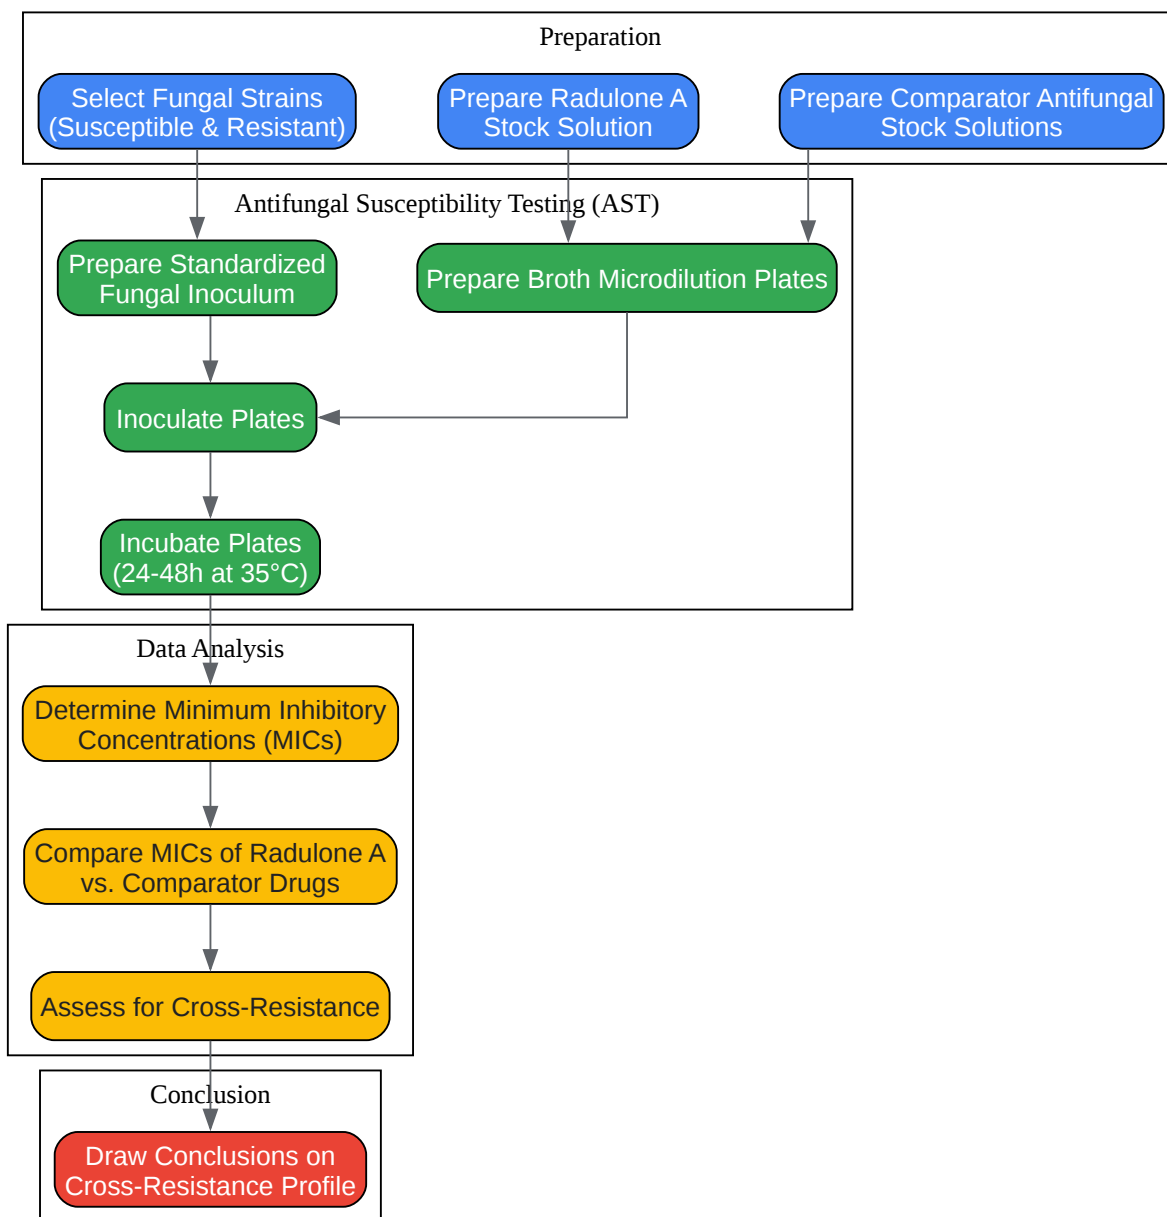 Preparation
Select Fungal Strains
(Susceptible & Resistant)
Prepare Radulone A
Stock Solution
Prepare Comparator Antifungal
Stock Solutions
Antifungal Susceptibility Testing (AST)
Prepare Standardized
Fungal Inoculum
Prepare Broth Microdilution Plates
Inoculate Plates
Incubate Plates
(24-48h at 35°C)
Data Analysis
Determine Minimum Inhibitory
Concentrations (MICs)
Compare MICs of Radulone A
vs. Comparator Drugs
Assess for Cross-Resistance
Conclusion
Draw Conclusions on
Cross-Resistance Profile